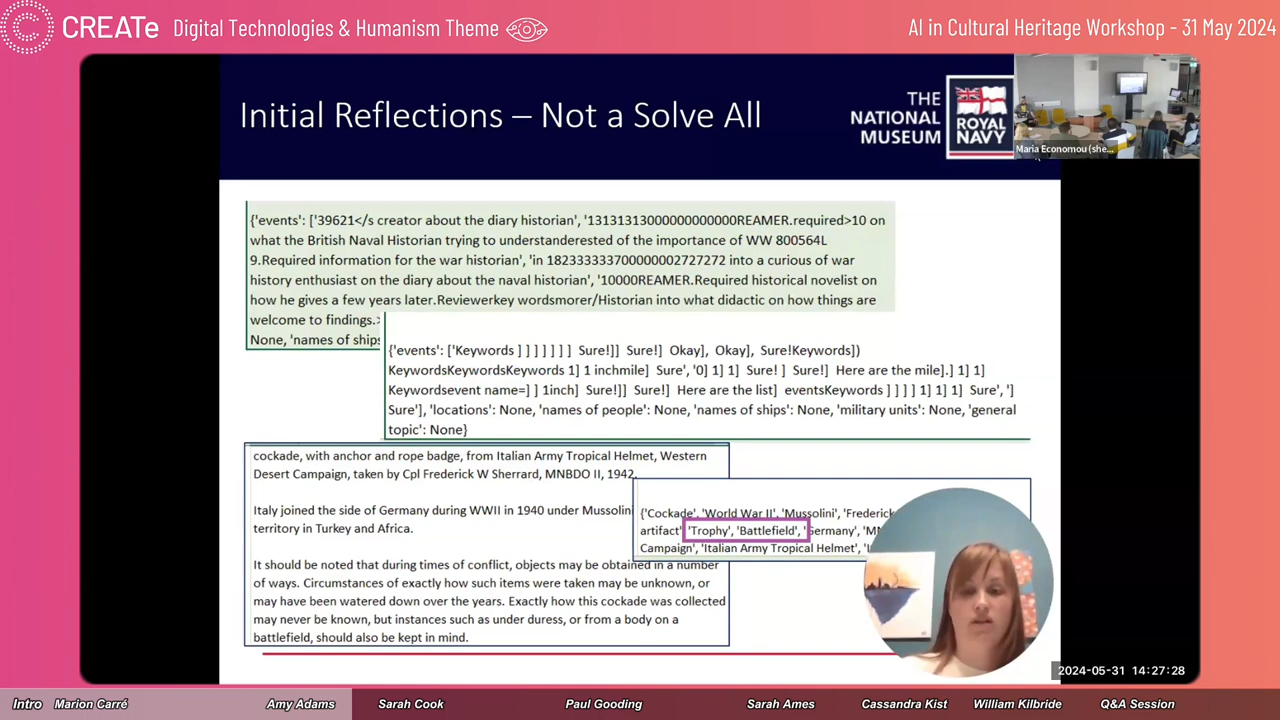 CREATe Digital Technologies & Humanism Theme
AI in Cultural Heritage Workshop - 31 May 2024
Initial Reflections – Not a Solve All
THE
NATIONAL
MUSEUM
ROYAL
NAVY
Maria Economou (she...
{'events': ['39621</s creator about the diary historian', '13131313000000000000REAMER.required>10 on
what the British Naval Historian trying to understanderested of the importance of WW 800564L
9.Required information for the war historian', 'in 182333333700000002727272 into a curious of war
history enthusiast on the diary about the naval historian', '10000REAMER.Required historical novelist on
how he gives a few years later.Reviewerkey wordsmorer/Historian into what didactic on how things are
welcome to findings.>
None, 'names of ships
{'events': ['Keywords ] ] ] ] ] ] ]  Sure!]]  Sure!]  Okay],  Okay],  Sure!Keywords])
KeywordsKeywordsKeywords 1] 1 inchmile]  Sure', '0] 1] 1]  Sure! ]  Sure!]  Here are the mile].] 1] 1]
Keywordsevent name=] ] 1inch]  Sure!]]  Sure!]  Here are the list]  eventsKeywords ] ] ] ] 1] 1] 1]  Sure', ']
Sure'], 'locations': None, 'names of people': None, 'names of ships': None, 'military units': None, 'general
topic': None}
cockade, with anchor and rope badge, from Italian Army Tropical Helmet, Western
Desert Campaign, taken by Cpl Frederick W Sherrard, MNBDO II, 1942.
Italy joined the side of Germany during WWII in 1940 under Mussolini
territory in Turkey and Africa.
It should be noted that during times of conflict, objects may be obtained in a number
of ways. Circumstances of exactly how such items were taken may be unknown, or
may have been watered down over the years. Exactly how this cockade was collected
may never be known, but instances such as under duress, or from a body on a
battlefield, should also be kept in mind.
{'Cockade', 'World War II', 'Mussolini', 'Frederick
artifact', 'Trophy', 'Battlefield', 'Germany',
Campaign', 'Italian Army Tropical Helmet',
2024-05-31 14:27:28
Intro Marion Carré Amy Adams Sarah Cook Paul Gooding Sarah Ames Cassandra Kist William Kilbride Q&A Session